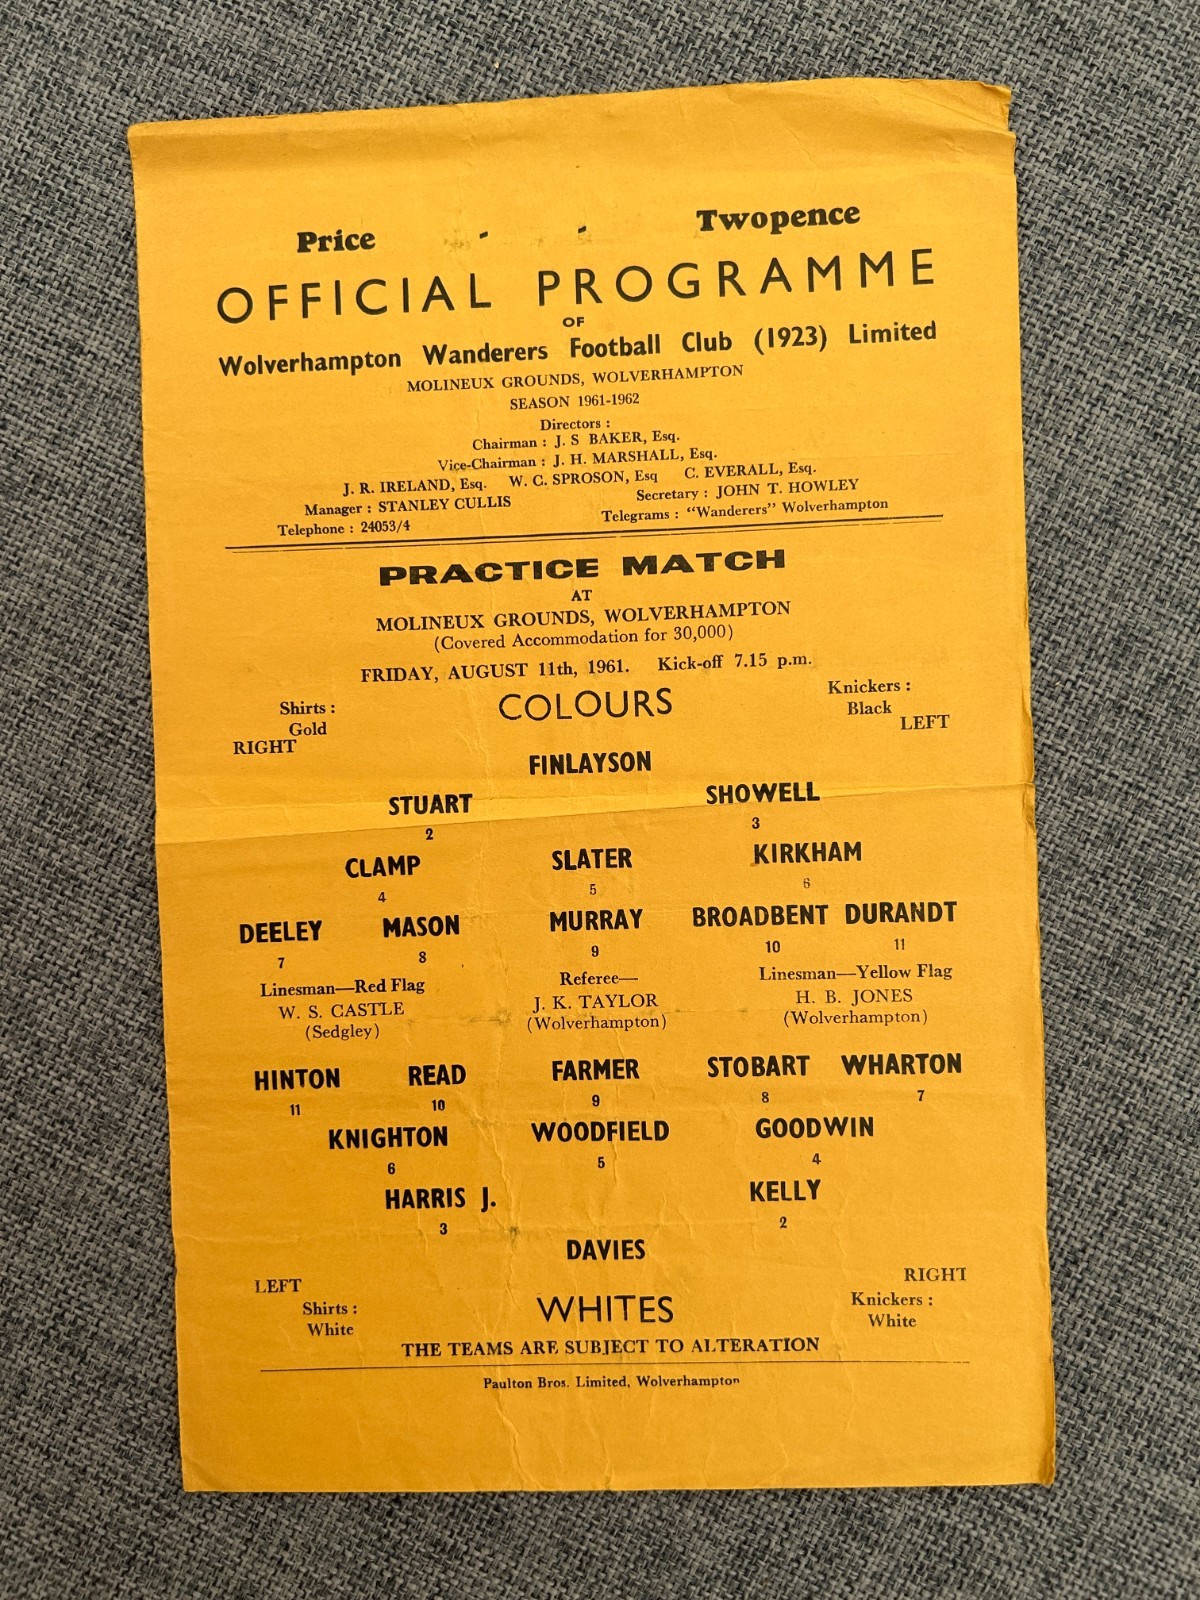 Price - - Twopence
OFFICIAL PROGRAMME
OF
Wolverhampton Wanderers Football Club (1923) Limited
MOLINEUX GROUNDS, WOLVERHAMPTON
SEASON 1961-1962
Directors :
Chairman : J. S BAKER, Esq.
Vice-Chairman : J. H. MARSHALL, Esq.
J. R. IRELAND, Esq. W. C. SPROSON, Esq C. EVERALL, Esq.
Manager : STANLEY CULLIS Secretary : JOHN T. HOWLEY
Telephone : 24053/4 Telegrams : "Wanderers" Wolverhampton
PRACTICE MATCH
AT
MOLINEUX GROUNDS, WOLVERHAMPTON
(Covered Accommodation for 30,000)
FRIDAY, AUGUST 11th, 1961. Kick-off 7.15 p.m.
Shirts : COLOURS Knickers :
Gold Black
RIGHT LEFT
FINLAYSON
STUART SHOWELL
2 3
CLAMP SLATER KIRKHAM
4 5 6
DEELEY MASON MURRAY BROADBENT DURANDT
7 8 9 10 11
Linesman—Red Flag Referee— Linesman—Yellow Flag
W. S. CASTLE J. K. TAYLOR H. B. JONES
(Sedgley) (Wolverhampton) (Wolverhampton)
HINTON READ FARMER STOBART WHARTON
11 10 9 8 7
KNIGHTON WOODFIELD GOODWIN
6 5 4
HARRIS J. KELLY
3 2
DAVIES
LEFT RIGHT
Shirts : WHITES Knickers :
White White
THE TEAMS ARE SUBJECT TO ALTERATION
Paulton Bros. Limited, Wolverhampton